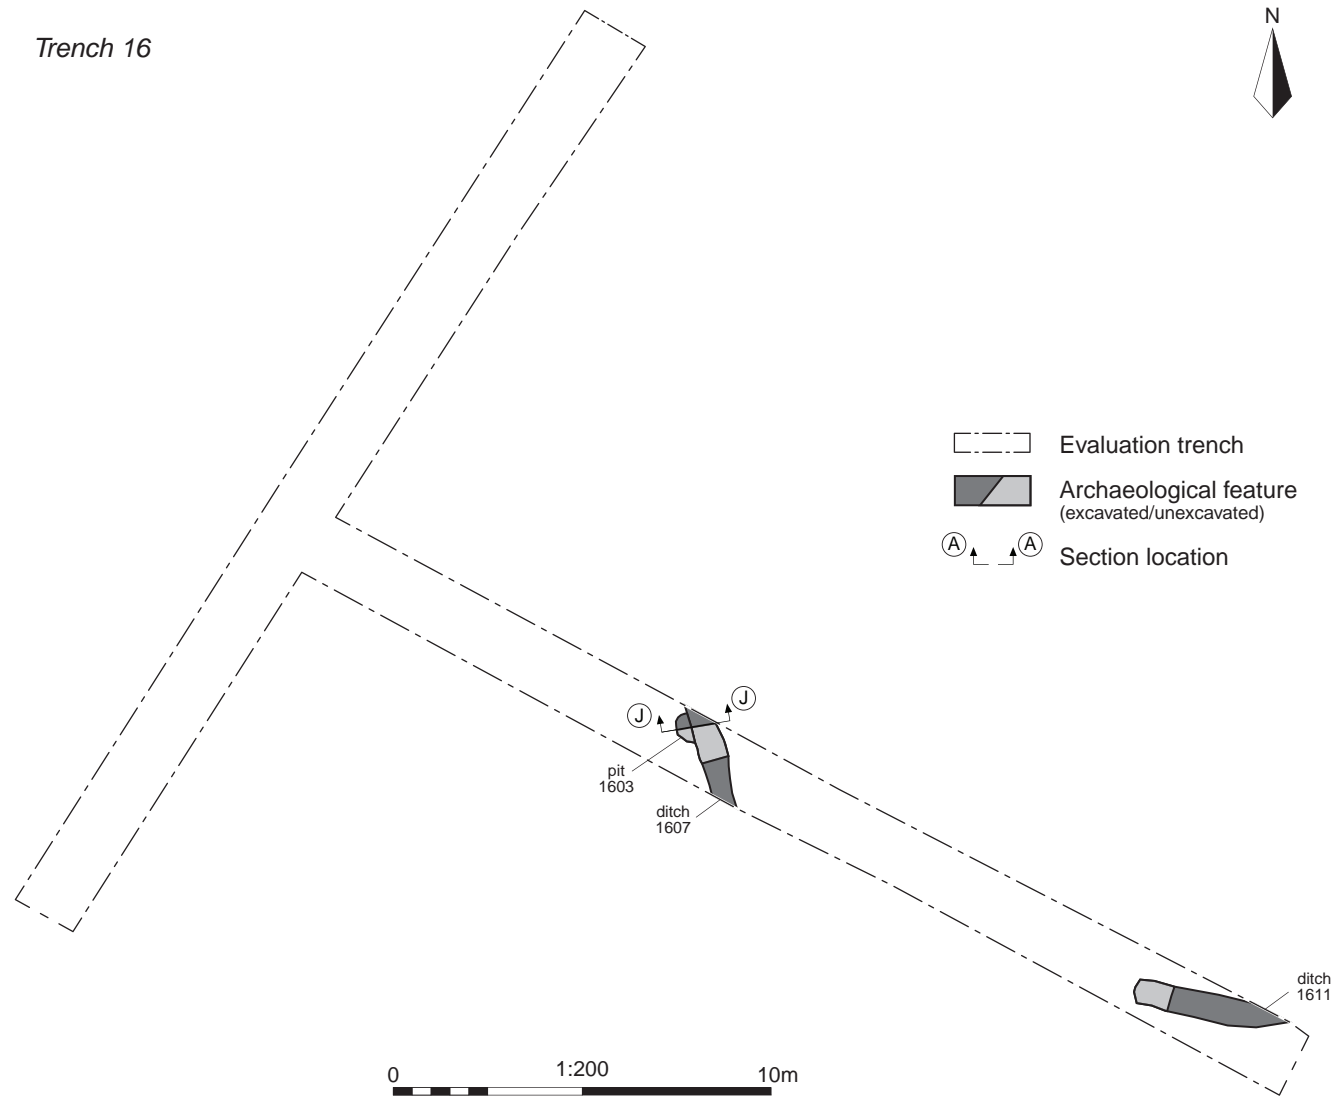 Trench 16
N
Evaluation trench
Archaeological feature
(excavated/unexcavated)
A A
Section location
J
J
pit
1603
ditch
1607
ditch
1611
0
1:200
10m